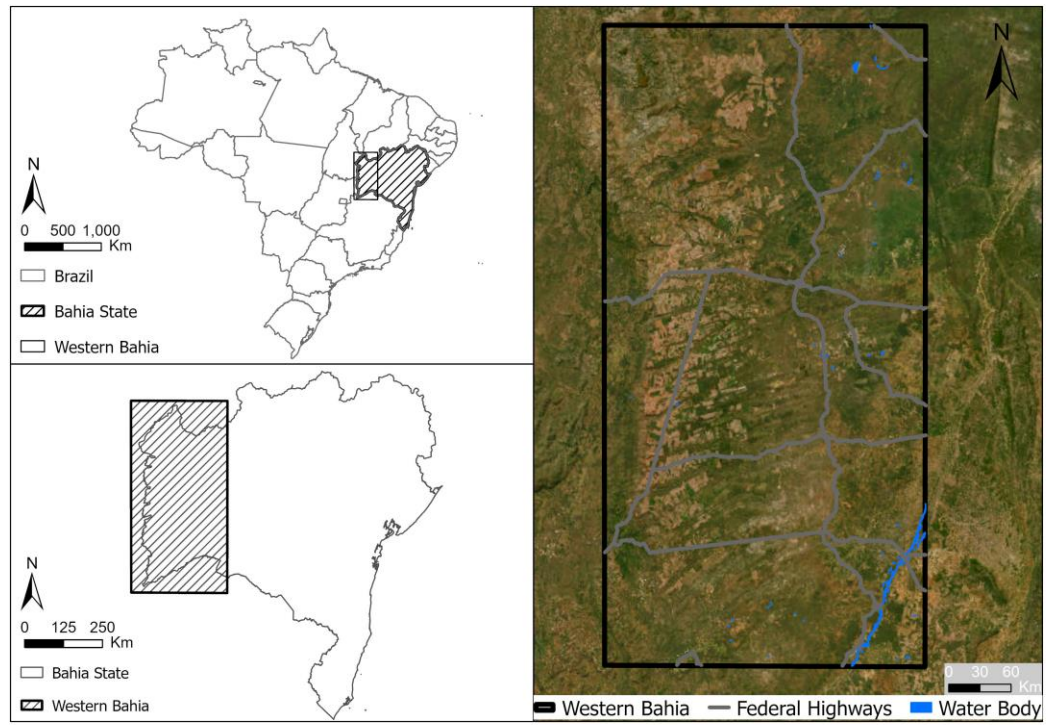 N
0 500 1,000
Km
Brazil
Bahia State
Western Bahia
N
0 125 250
Km
Bahia State
Western Bahia
N
0 30 60
Km
Western Bahia Federal Highways Water Body